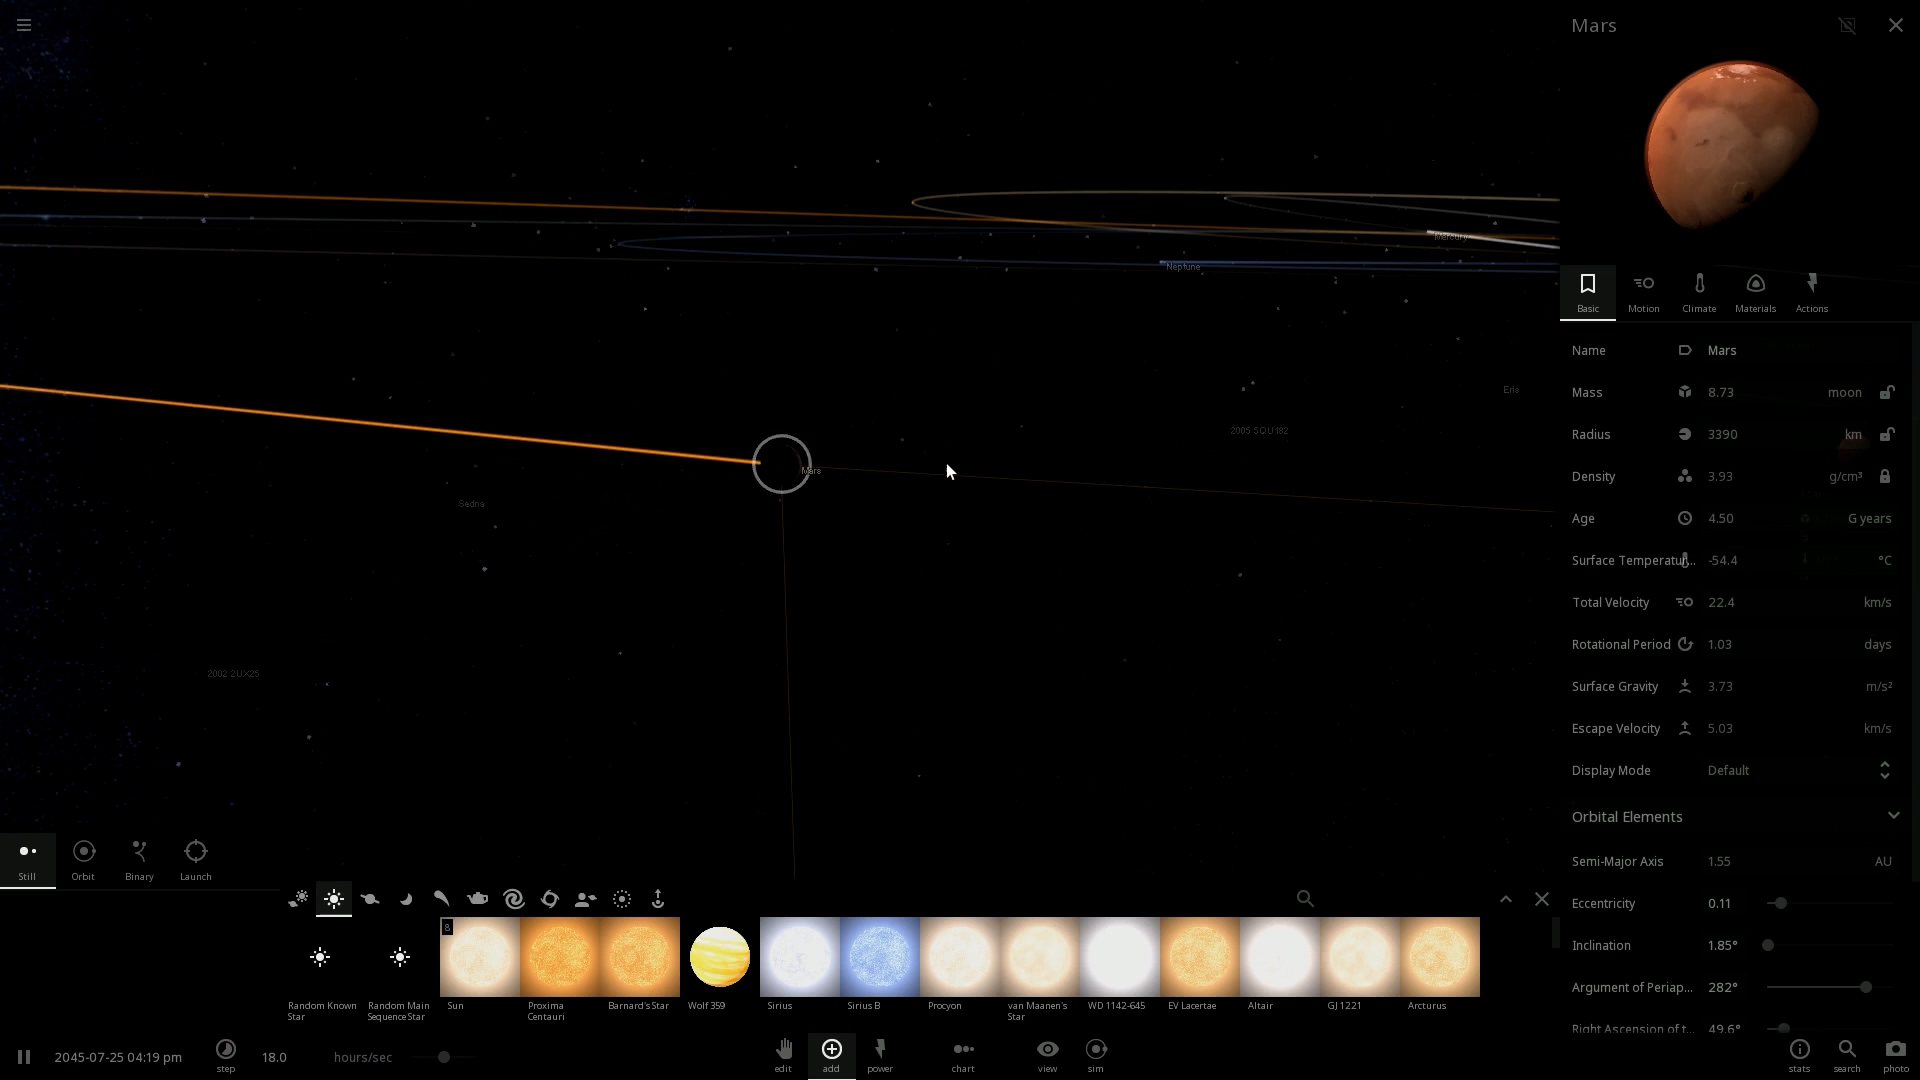 Mars
Mercury
Neptune
Basic
Motion
Climate
Materials
Actions
Name Mars
Mass 8.73 moon
Eris
2005 5QU182
Radius 3390 km
Mars
Density 3.93 g/cm³
Sedna
Age 4.50 G years
Surface Temperatur... -54.4 °C
Total Velocity 22.4 km/s
Rotational Period 1.03 days
2002 2UX25
Surface Gravity 3.73 m/s²
Escape Velocity 5.03 km/s
Display Mode Default
Orbital Elements
Semi-Major Axis 1.55 AU
Eccentricity 0.11
Inclination 1.85°
Argument of Periap... 282°
Right Ascension of t... 49.6°
Still
Orbit
Binary
Launch
8
Random Known
Star
Random Main
Sequence Star
Sun
Proxima
Centauri
Barnard's Star
Wolf 359
Sirius
Sirius B
Procyon
van Maanen's
Star
WD 1142-645
EV Lacertae
Altair
GJ 1221
Arcturus
2045-07-25 04:19 pm
step
18.0 hours/sec
edit
add
power
chart
view
sim
stats
search
photo